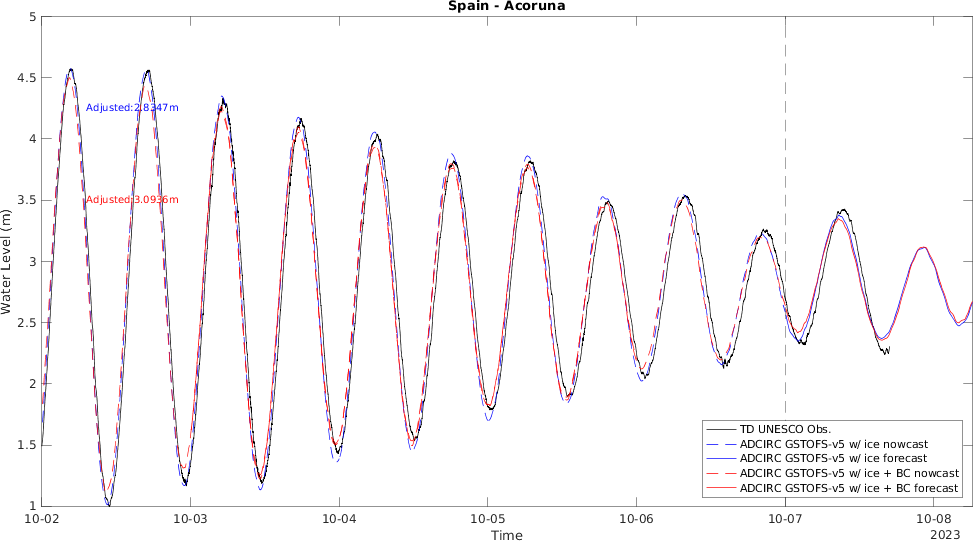 Spain - Acoruna
5
4.5
4
3.5
3
2.5
2
1.5
1
Water Level (m)
Adjusted:2.8347m
Adjusted:3.0936m
TD UNESCO Obs.
ADCIRC GSTOFS-v5 w/ ice nowcast
ADCIRC GSTOFS-v5 w/ ice forecast
ADCIRC GSTOFS-v5 w/ ice + BC nowcast
ADCIRC GSTOFS-v5 w/ ice + BC forecast
10-02 10-03 10-04 10-05 10-06 10-07 10-08
Time 2023